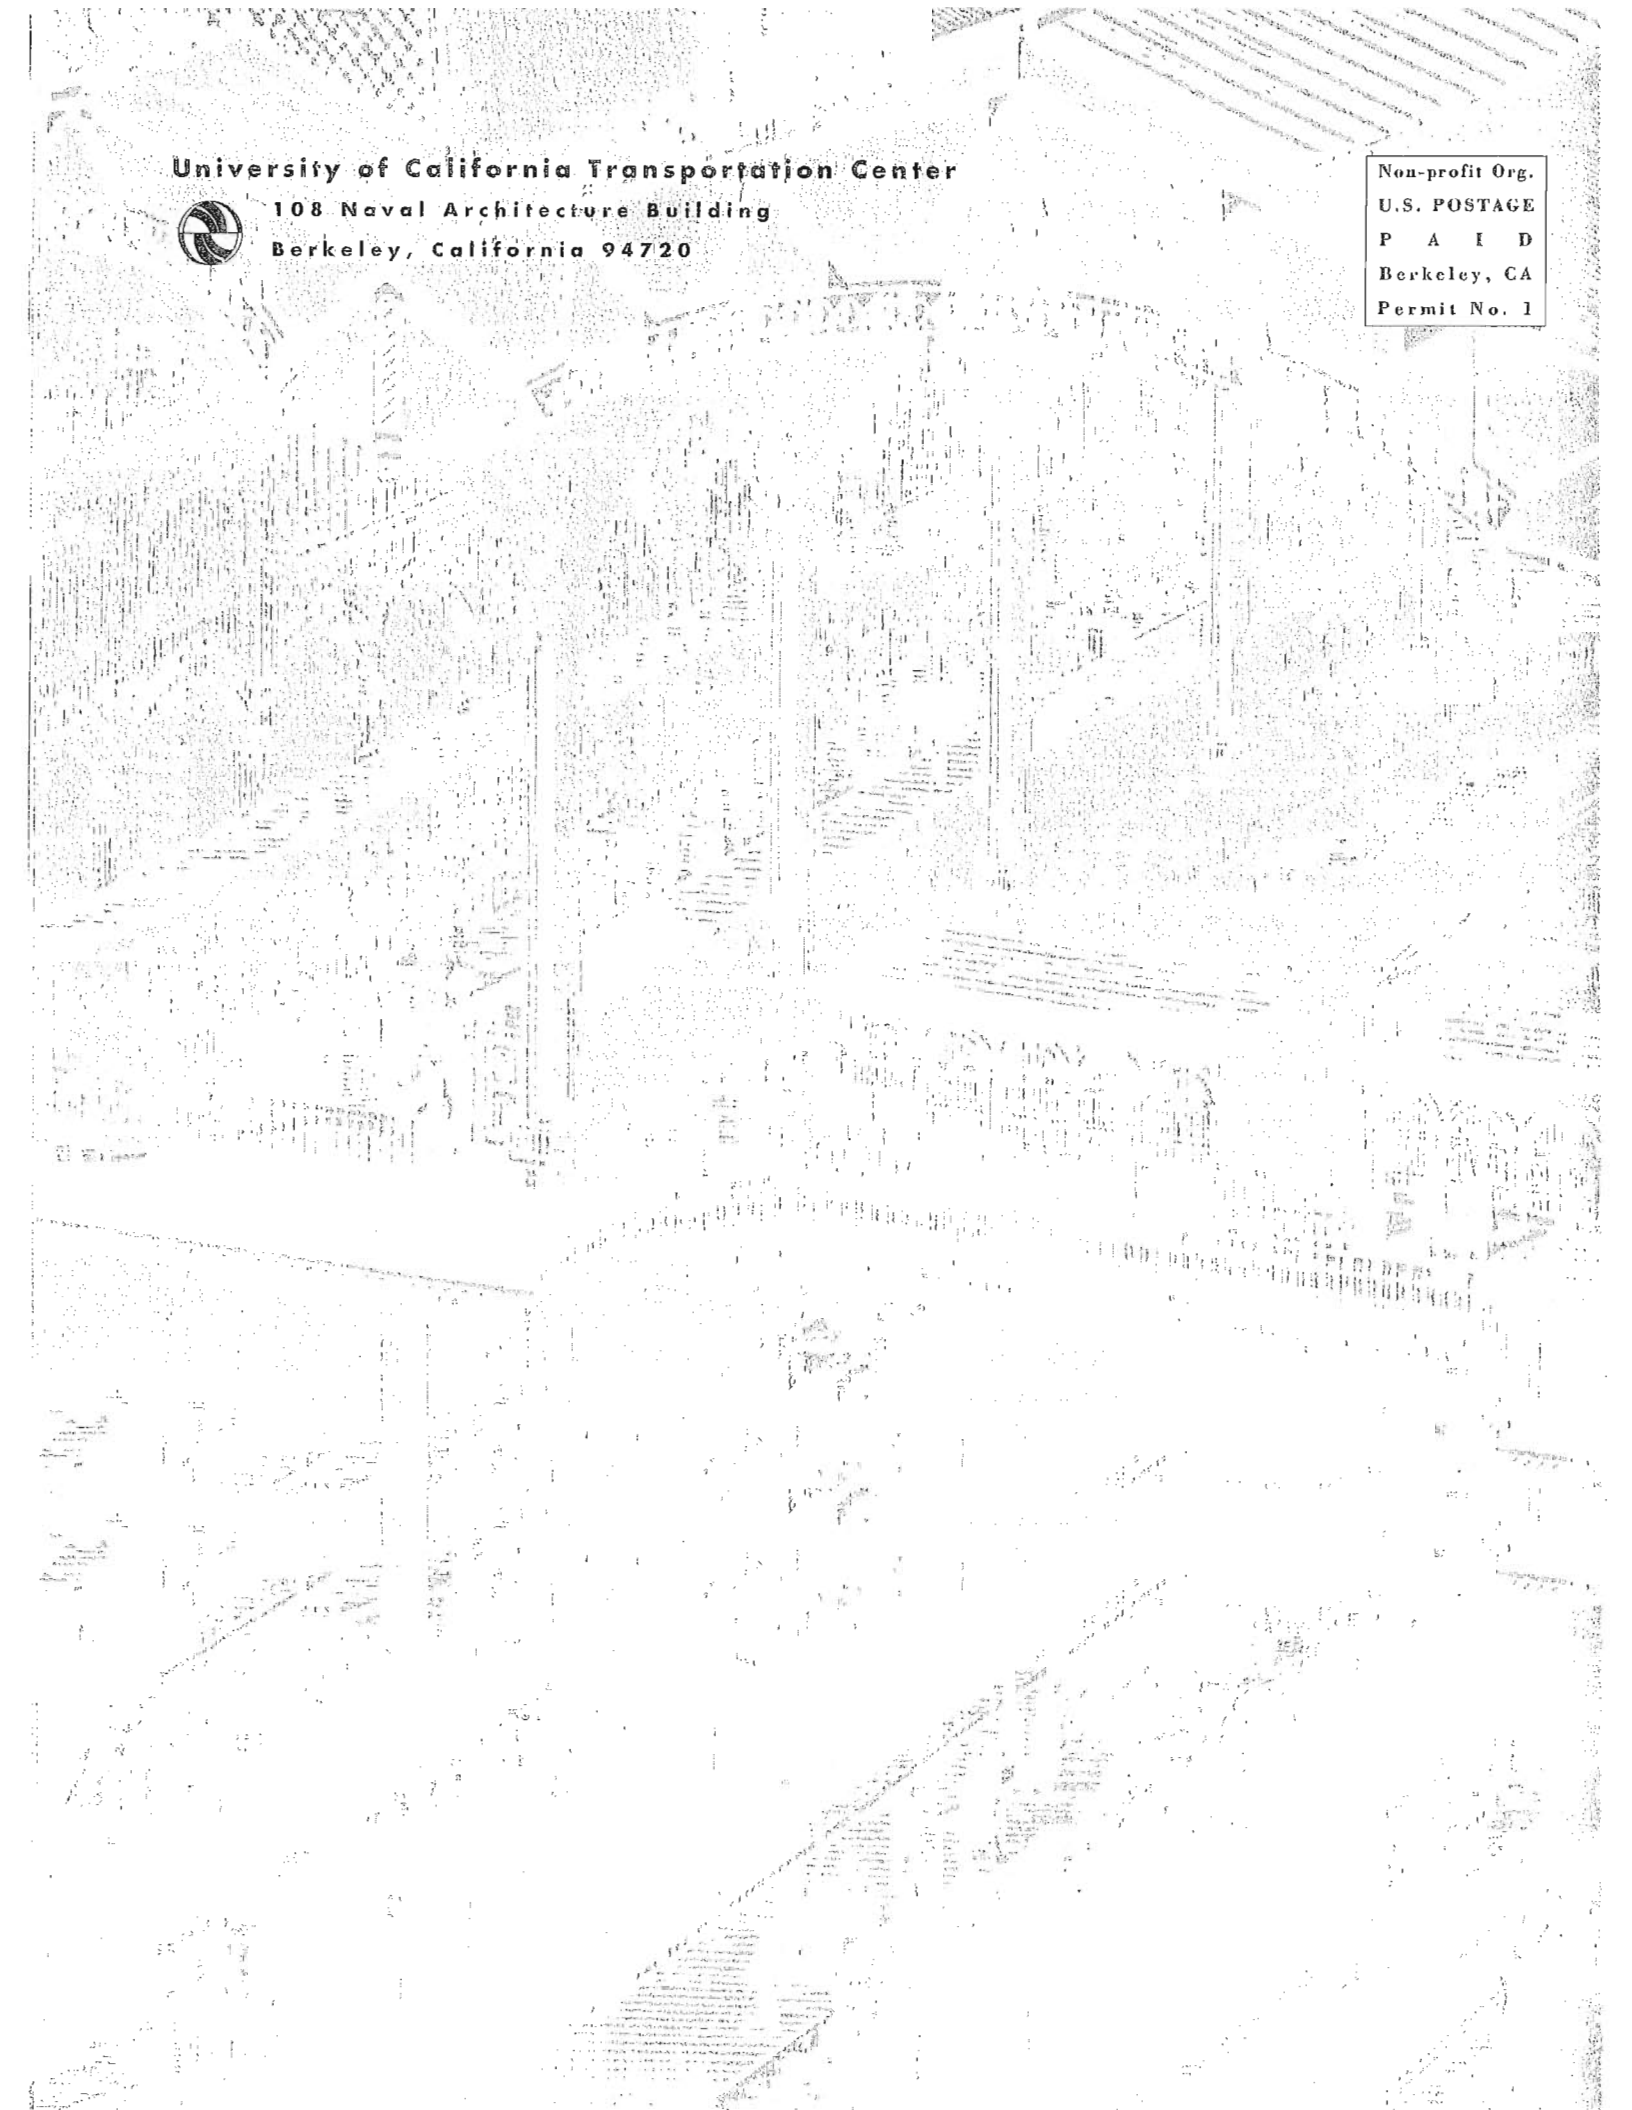 University of California Transportation Center
108 Naval Architecture Building
Berkeley, California 94720
Non-profit Org.
U.S. POSTAGE
P A I D
Berkeley, CA
Permit No. 1